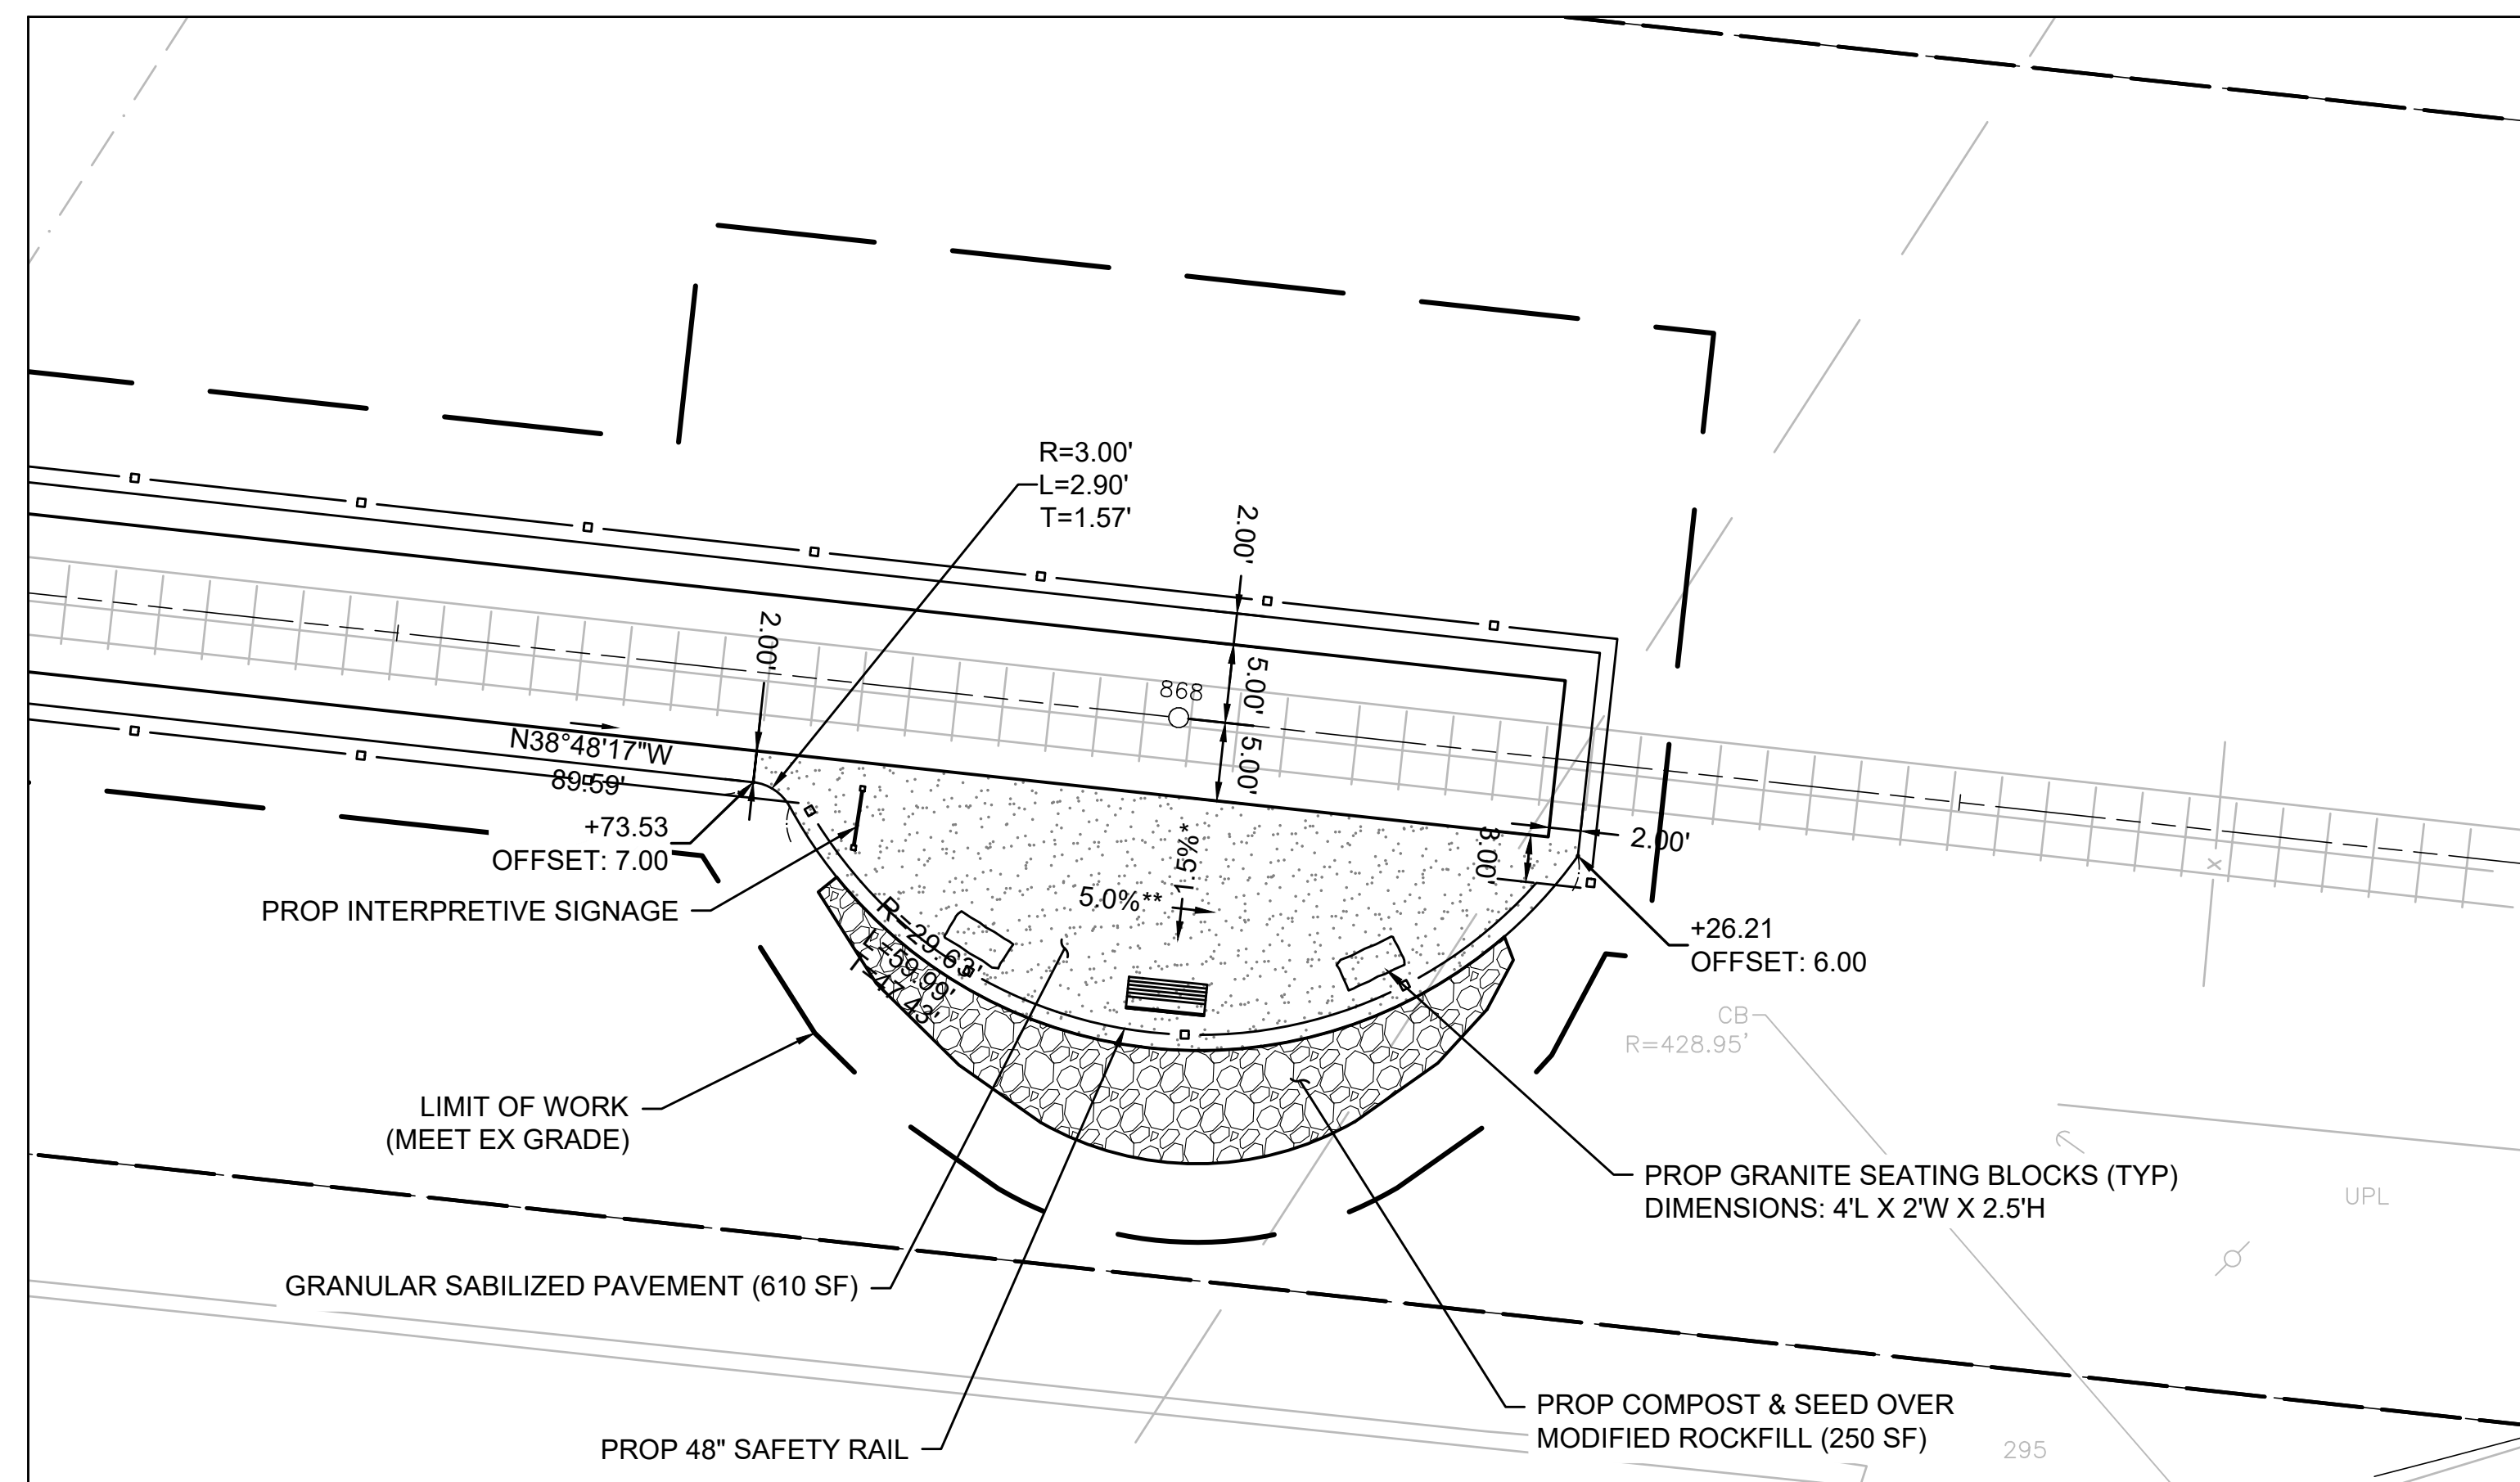 R=3.00'
L=2.90'
T=1.57'
2.00'
2.00'
5.00'
898
5.00'
N38°48'17"W
89.59'
+73.53
OFFSET: 7.00
3.00'
2.00'
1.5%*
5.0%**
PROP INTERPRETIVE SIGNAGE
R=29.63'
L=59.99'
T=47.43'
+26.21
OFFSET: 6.00
CB
R=428.95'
LIMIT OF WORK
(MEET EX GRADE)
PROP GRANITE SEATING BLOCKS (TYP)
DIMENSIONS: 4'L X 2'W X 2.5'H
UPL
GRANULAR SABILIZED PAVEMENT (610 SF)
PROP COMPOST & SEED OVER
MODIFIED ROCKFILL (250 SF)
PROP 48" SAFETY RAIL
295